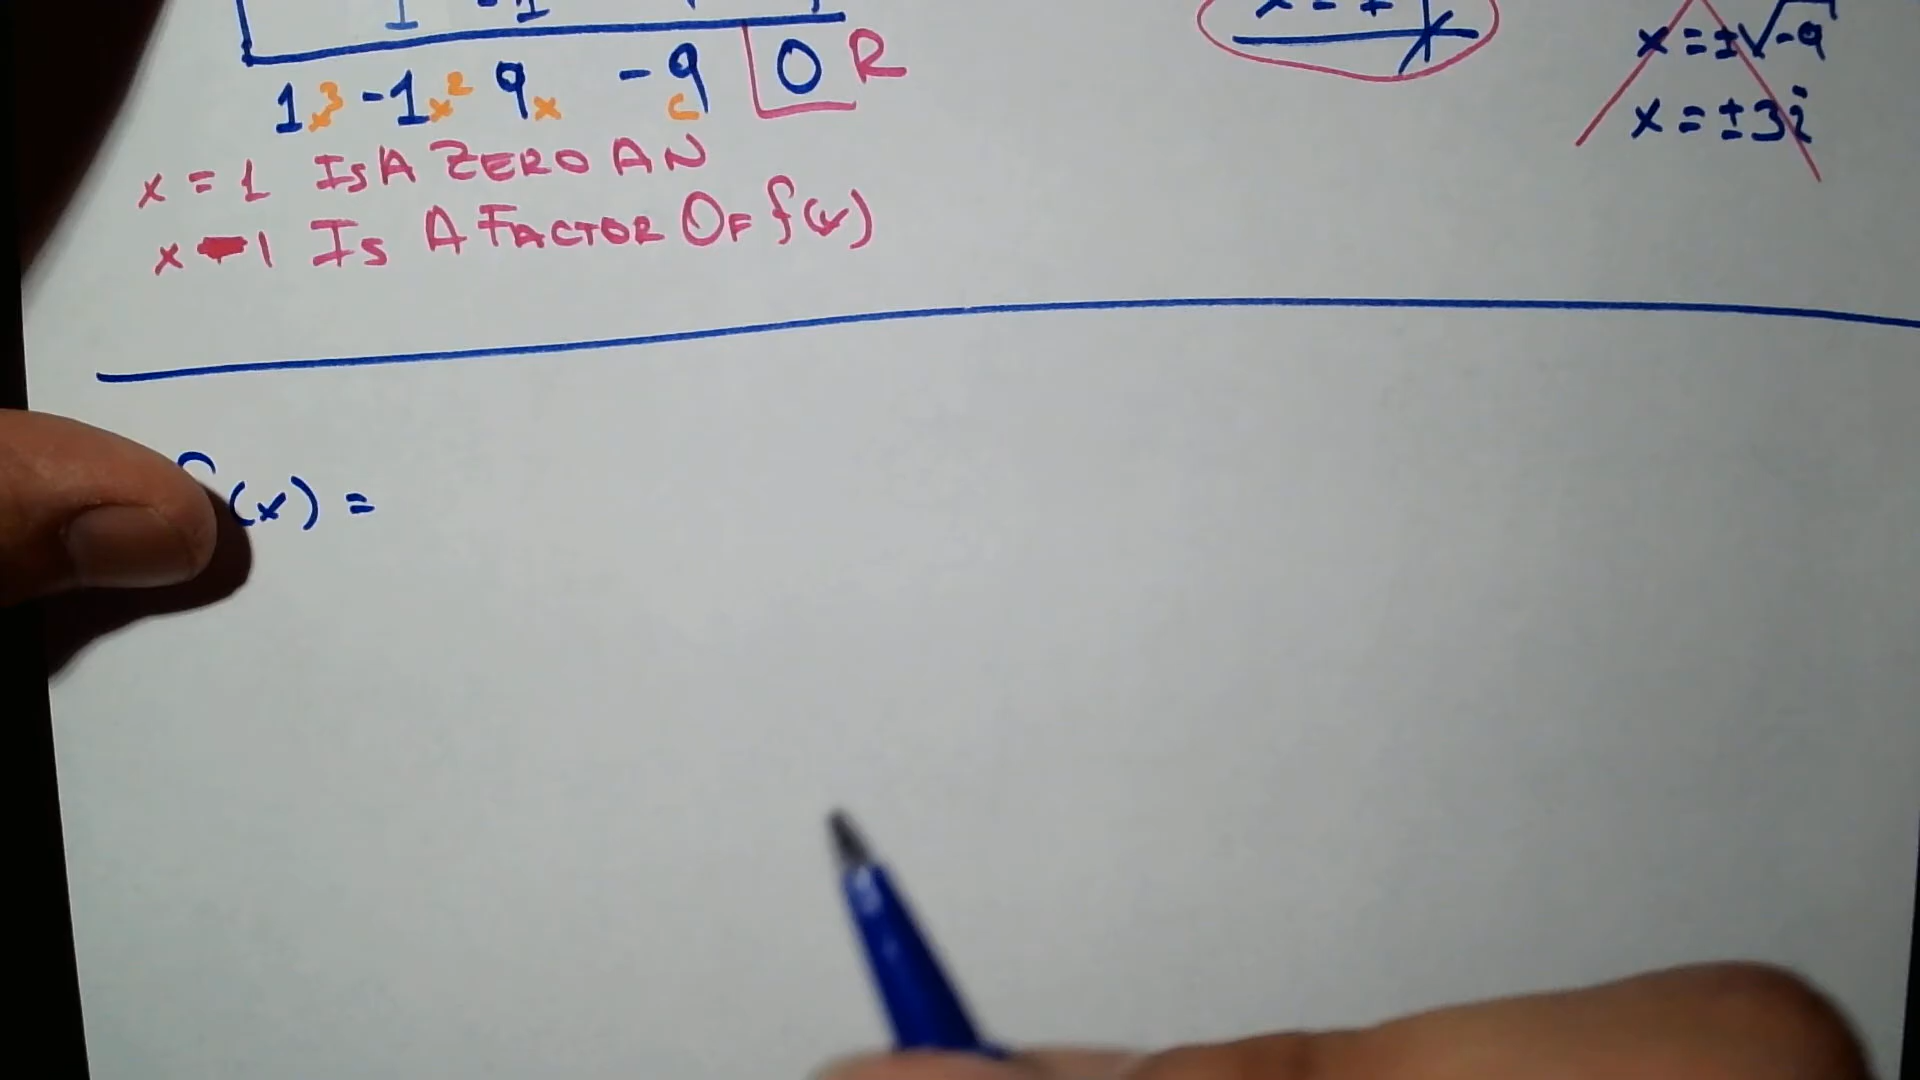 1x³ -1x² 9x -9 0 R
c
x = 1 IS A ZERO AN
x - 1 IS A FACTOR OF f(x)
x = ±√-9
x = ±3i
(x) =